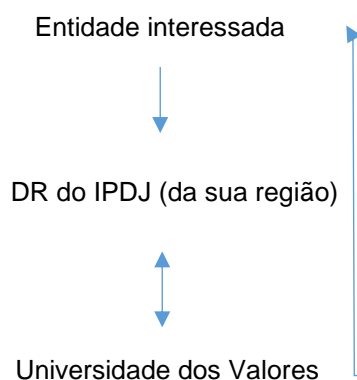 Entidade interessada
DR do IPDJ (da sua região)
Universidade dos Valores